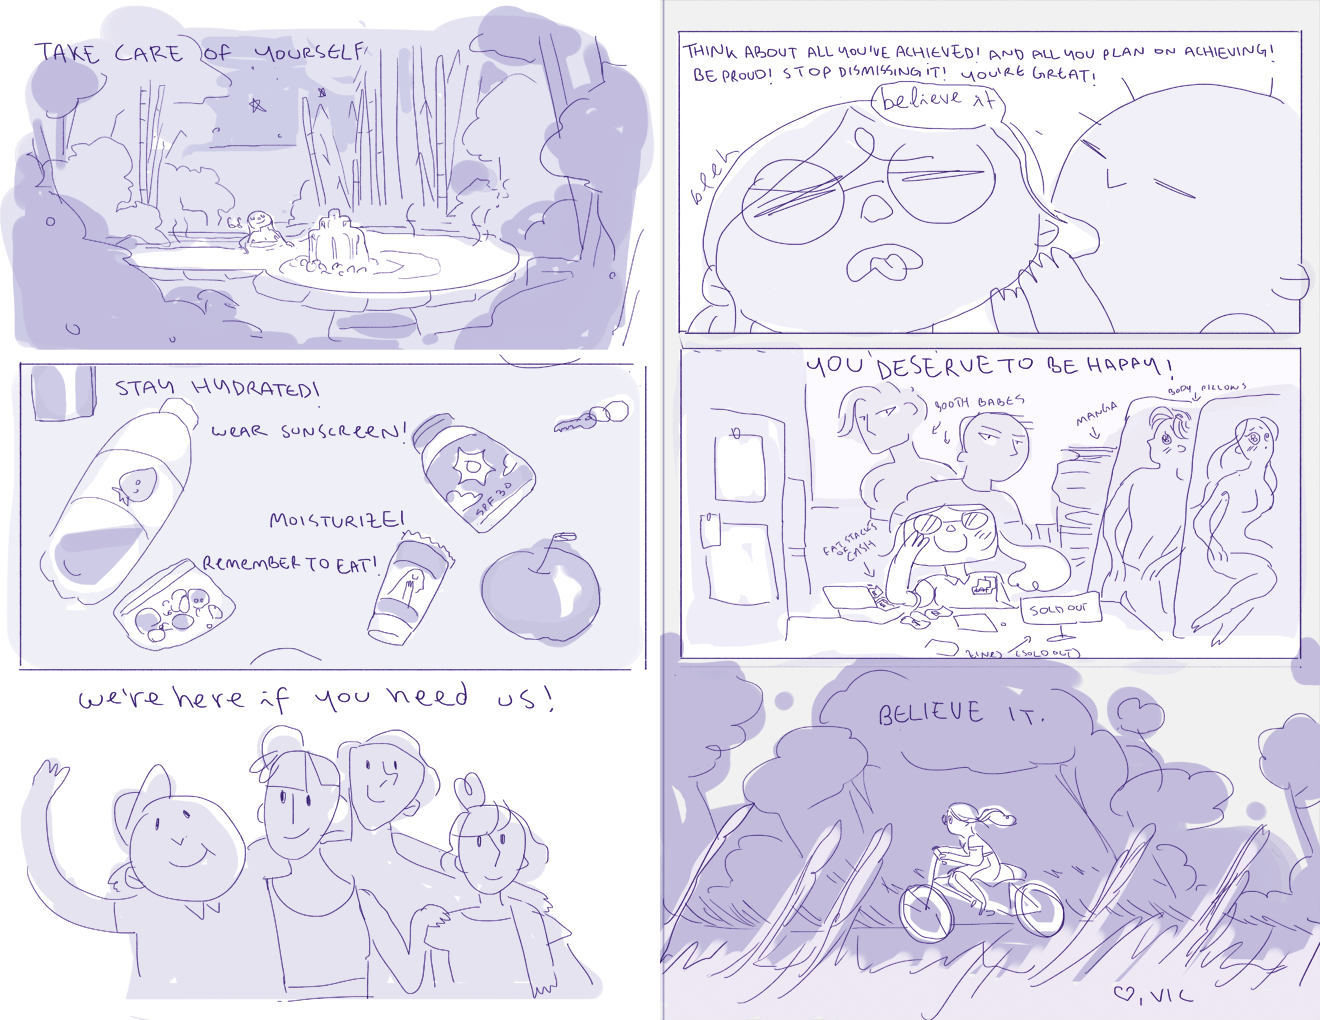 TAKE CARE OF YOURSELF
STAY HYDRATED!
WEAR SUNSCREEN!
SPF 30
MOISTURIZE!
REMEMBER TO EAT!
we're here if you need us!
THINK ABOUT ALL YOU'VE ACHIEVED! AND ALL YOU PLAN ON ACHIEVING!
BE PROUD! STOP DISMISSING IT! YOU'RE GREAT!
believe it
YOU DESERVE TO BE HAPPY!
BODY PILLOWS
BOOTH BABES
MANGA
FAT STACKS
OF CASH
SOLD OUT
ZINES (SOLD OUT)
BELIEVE IT.
♡, VIC